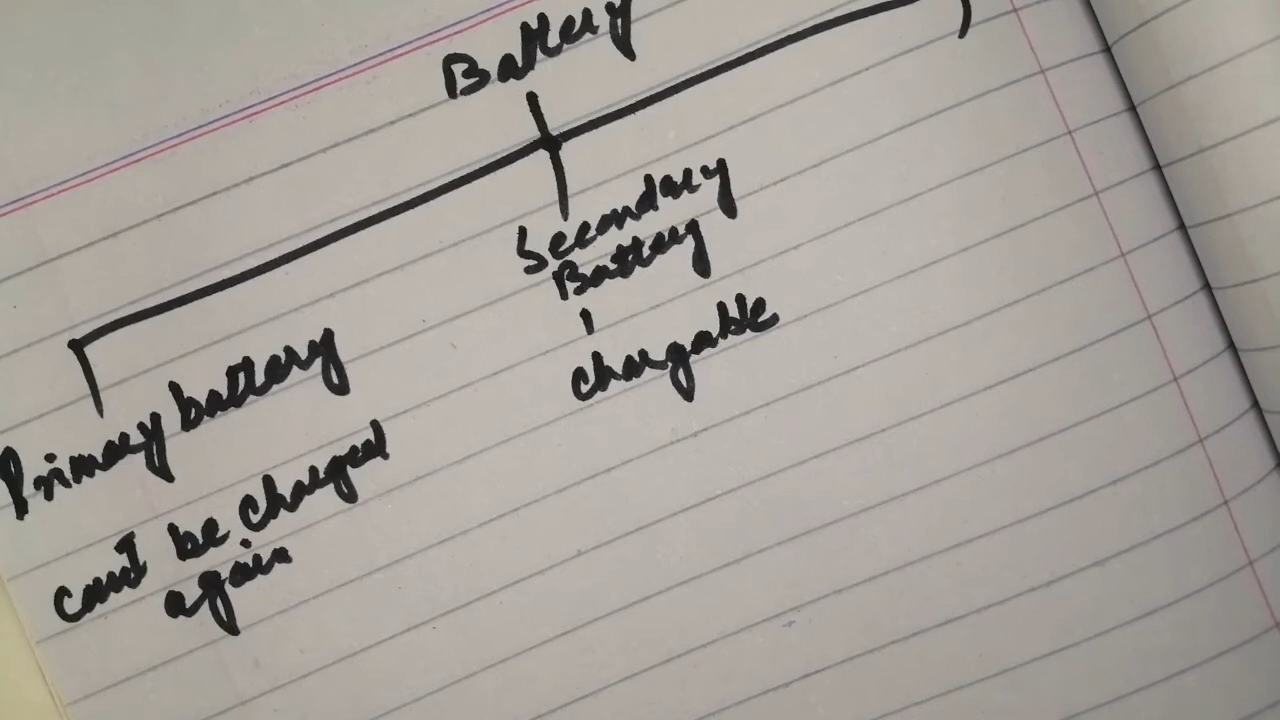 Battery
Secondary
Battery
chargable
Primary battery
can't be charged
again